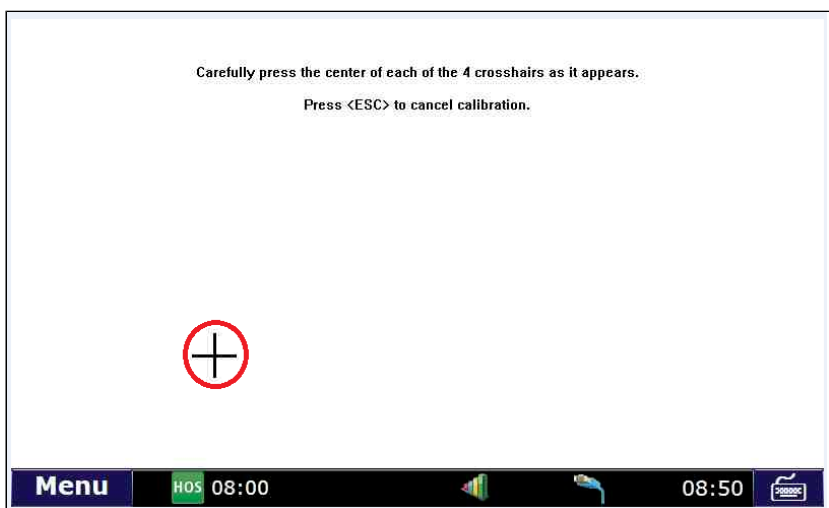 Carefully press the center of each of the 4 crosshairs as it appears.
Press <ESC> to cancel calibration.
Menu HOS 08:00 08:50